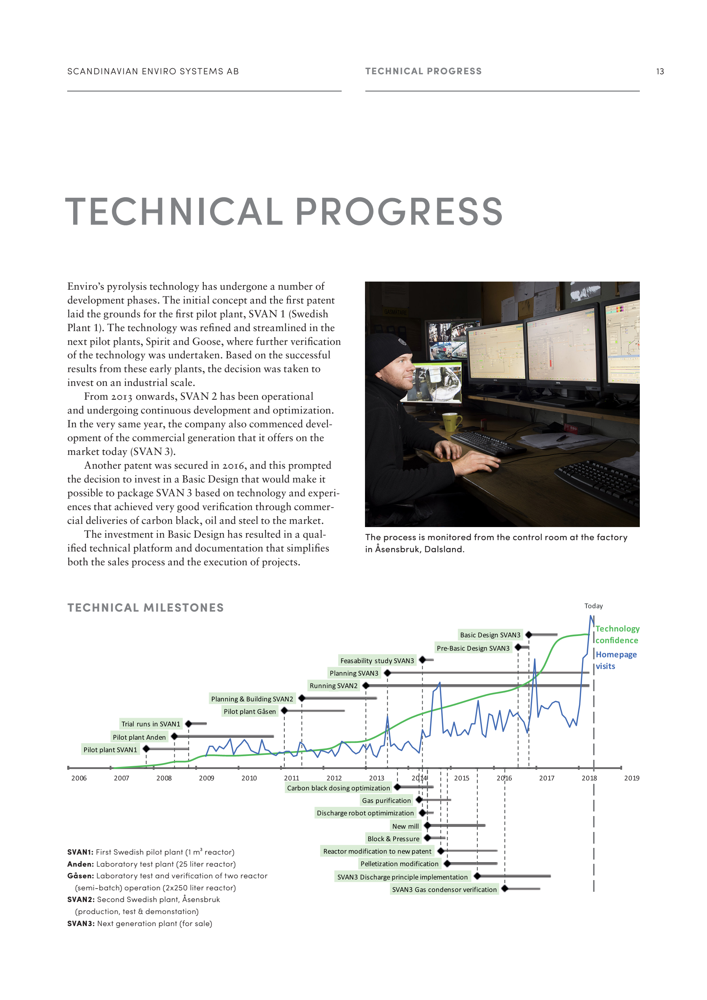 SCANDINAVIAN ENVIRO SYSTEMS AB
TECHNICAL PROGRESS
13
TECHNICAL PROGRESS
Enviro’s pyrolysis technology has undergone a number of
development phases. The initial concept and the first patent
laid the grounds for the first pilot plant, SVAN 1 (Swedish
Plant 1). The technology was refined and streamlined in the
next pilot plants, Spirit and Goose, where further verification
of the technology was undertaken. Based on the successful
results from these early plants, the decision was taken to
invest on an industrial scale.
From 2013 onwards, SVAN 2 has been operational
and undergoing continuous development and optimization.
In the very same year, the company also commenced devel-
opment of the commercial generation that it offers on the
market today (SVAN 3).
Another patent was secured in 2016, and this prompted
the decision to invest in a Basic Design that would make it
possible to package SVAN 3 based on technology and experi-
ences that achieved very good verification through commer-
cial deliveries of carbon black, oil and steel to the market.
The investment in Basic Design has resulted in a qual-
ified technical platform and documentation that simplifies
both the sales process and the execution of projects.
GASMÄTARE
The process is monitored from the control room at the factory
in Åsensbruk, Dalsland.
TECHNICAL MILESTONES
Today
Technology
confidence
Homepage
visits
Basic Design SVAN3
Pre-Basic Design SVAN3
Feasability study SVAN3
Planning SVAN3
Running SVAN2
Planning & Building SVAN2
Pilot plant Gåsen
Trial runs in SVAN1
Pilot plant Anden
Pilot plant SVAN1
2006 2007 2008 2009 2010 2011 2012 2013 2014 2015 2016 2017 2018 2019
Carbon black dosing optimization
Gas purification
Discharge robot optimimization
New mill
Block & Pressure
Reactor modification to new patent
Pelletization modification
SVAN3 Discharge principle implementation
SVAN3 Gas condensor verification
SVAN1: First Swedish pilot plant (1 m³ reactor)
Anden: Laboratory test plant (25 liter reactor)
Gåsen: Laboratory test and verification of two reactor
(semi-batch) operation (2x250 liter reactor)
SVAN2: Second Swedish plant, Åsensbruk
(production, test & demonstation)
SVAN3: Next generation plant (for sale)